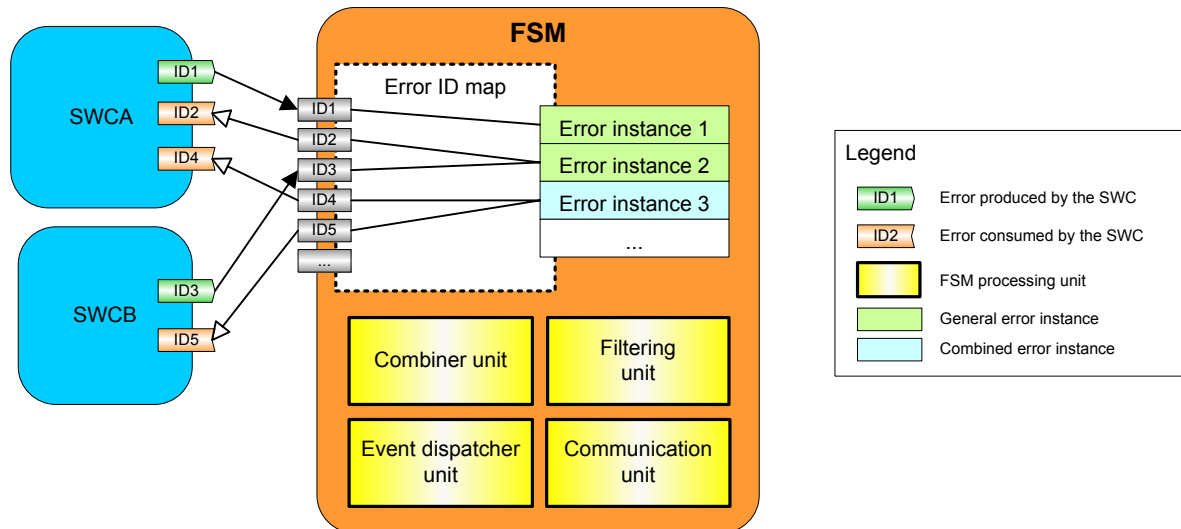 FSM
SWCA
ID1
ID2
ID4
SWCB
ID3
ID5
Error ID map
ID1
ID2
ID3
ID4
ID5
...
Error instance 1
Error instance 2
Error instance 3
...
Combiner unit
Filtering
unit
Event dispatcher
unit
Communication
unit
Legend
ID1 Error produced by the SWC
ID2 Error consumed by the SWC
FSM processing unit
General error instance
Combined error instance